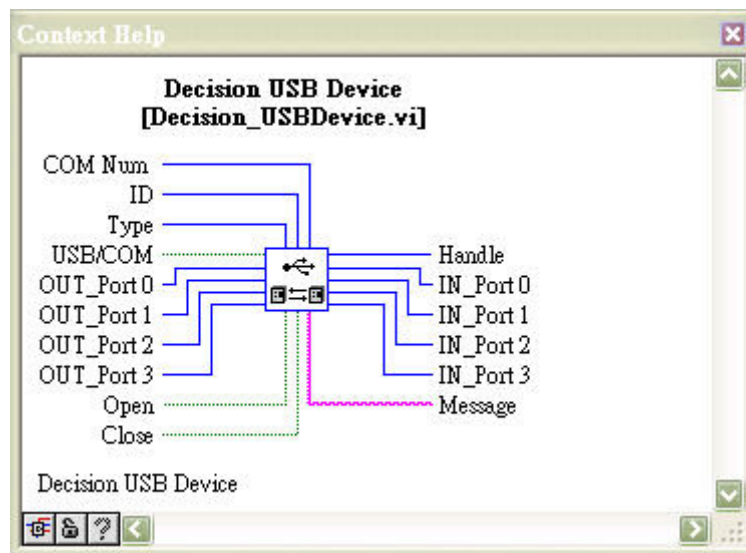 Context Help
Decision USB Device
[Decision_USBDevice.vi]
COM Num
ID
Type
USB/COM
OUT_Port 0
OUT_Port 1
OUT_Port 2
OUT_Port 3
Open
Close
Handle
IN_Port 0
IN_Port 1
IN_Port 2
IN_Port 3
Message
Decision USB Device
?